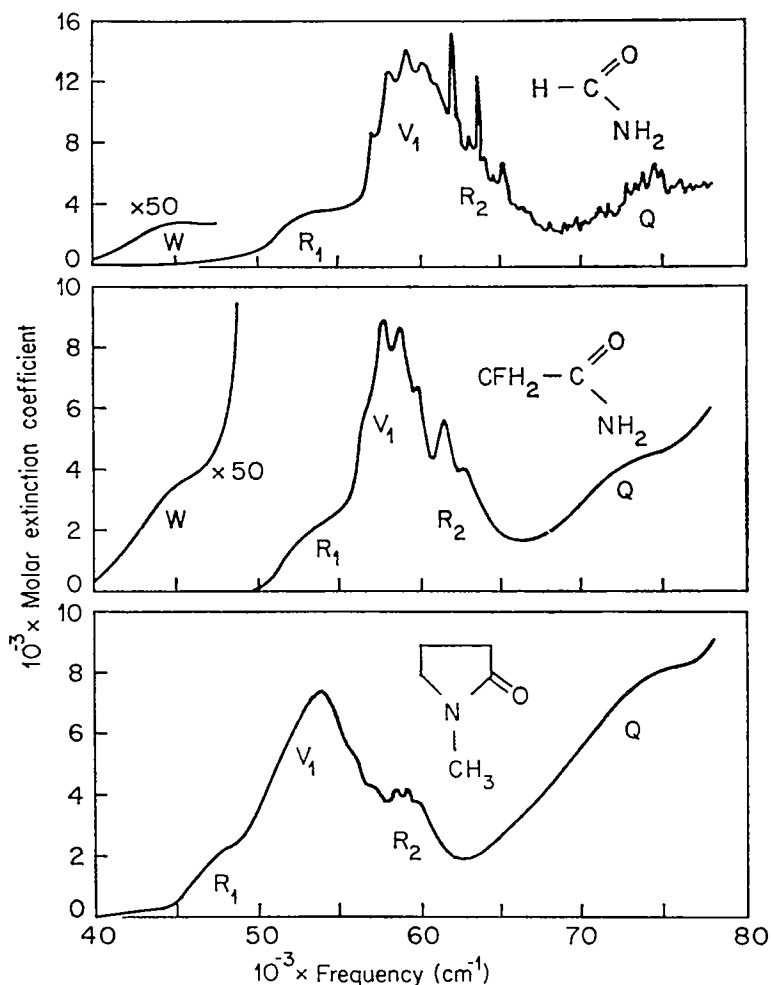 16
12
8
4
0
×50
W
R₁
V₁
R₂
Q
O
H — C
NH₂
10
8
6
4
2
0
×50
W
R₁
V₁
R₂
Q
O
CFH₂ — C
NH₂
10
8
6
4
2
0
R₁
V₁
R₂
Q
O
N
CH₃
40 50 60 70 80
10⁻³ × Frequency (cm⁻¹)
10⁻³ × Molar extinction coefficient